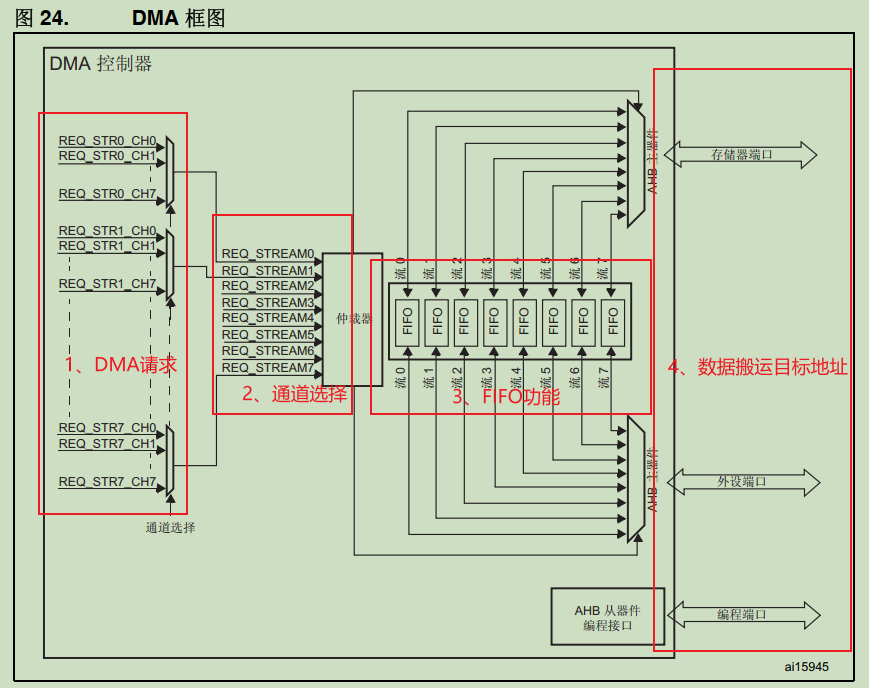 图 24. DMA 框图
DMA 控制器
REQ_STR0_CH0
REQ_STR0_CH1
REQ_STR0_CH7
REQ_STR1_CH0
REQ_STR1_CH1
REQ_STR1_CH7
1、DMA请求
REQ_STR7_CH0
REQ_STR7_CH1
REQ_STR7_CH7
通道选择
REQ_STREAM0
REQ_STREAM1
REQ_STREAM2
REQ_STREAM3
REQ_STREAM4
REQ_STREAM5
REQ_STREAM6
REQ_STREAM7
2、通道选择
仲裁器
流 0
流 1
流 2
流 3
流 4
流 5
流 6
流 7
FIFO
FIFO
FIFO
FIFO
FIFO
FIFO
FIFO
FIFO
流 0
流 1
流 2
流 3
流 4
流 5
流 6
流 7
3、FIFO功能
AHB 主器件
AHB 主器件
存储器端口
4、数据搬运目标地址
外设端口
AHB 从器件
编程接口
编程端口
ai15945